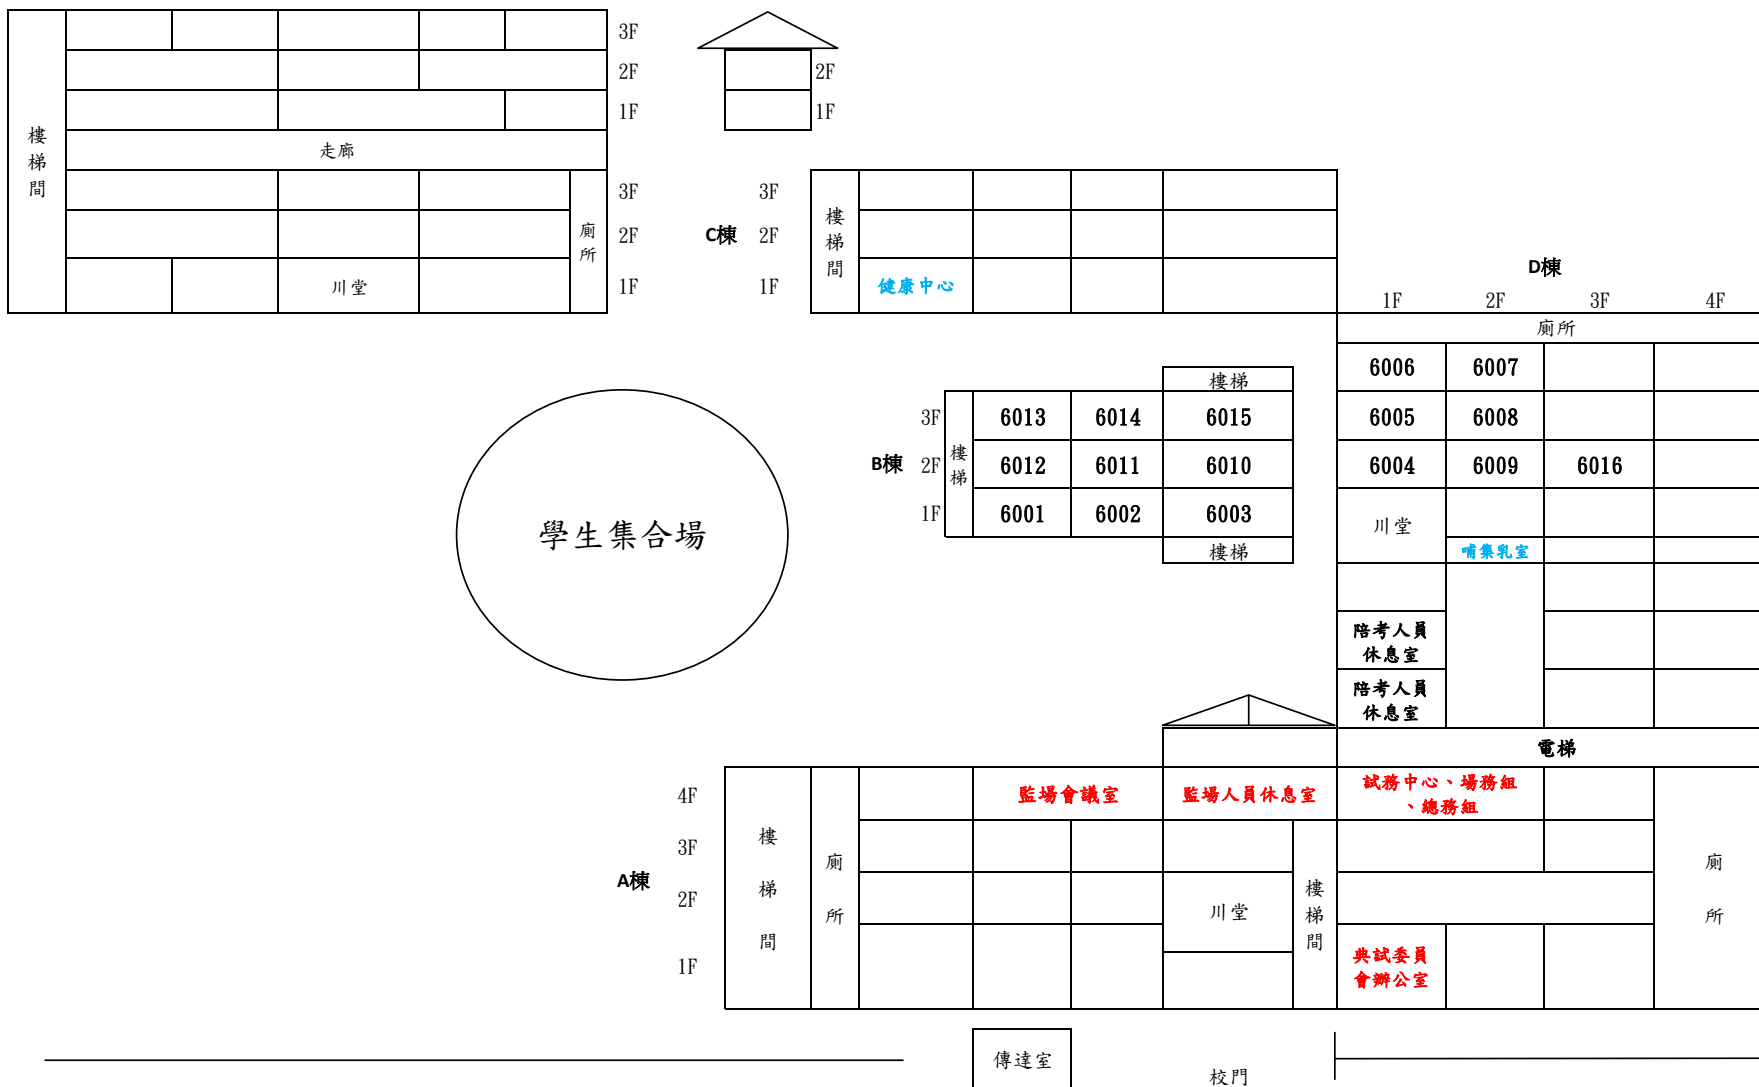 3F
2F
2F
1F
1F
樓梯間
走廊
3F
3F
廁所
2F
C棟
2F
樓梯間
川堂
1F
1F
健康中心
D棟
1F
2F
3F
4F
廁所
6006
6007
樓梯
3F
6013
6014
6015
6005
6008
B棟
2F
樓梯
6012
6011
6010
6004
6009
6016
1F
6001
6002
6003
川堂
學生集合場
樓梯
哺集乳室
陪考人員
休息室
陪考人員
休息室
電梯
4F
監場會議室
監場人員休息室
試務中心、場務組
、總務組
3F
A棟
2F
1F
樓梯間
廁所
川堂
樓梯間
廁所
典試委員
會辦公室
傳達室
校門